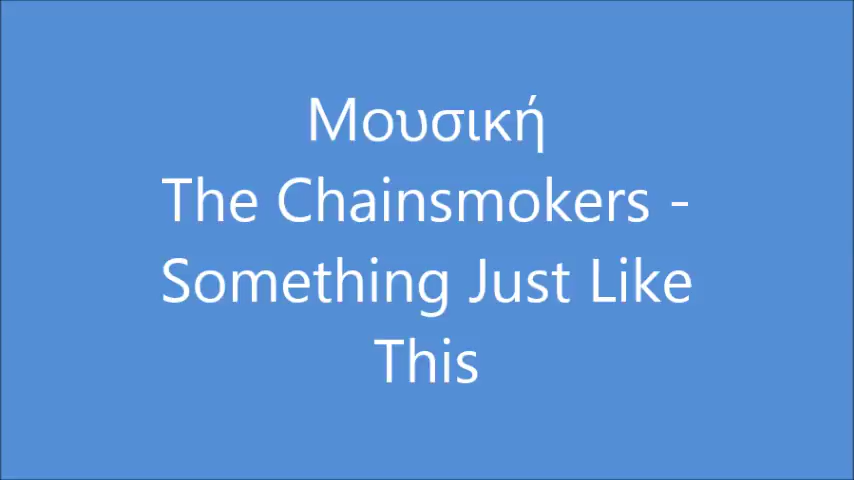 Μουσική
The Chainsmokers -
Something Just Like
This